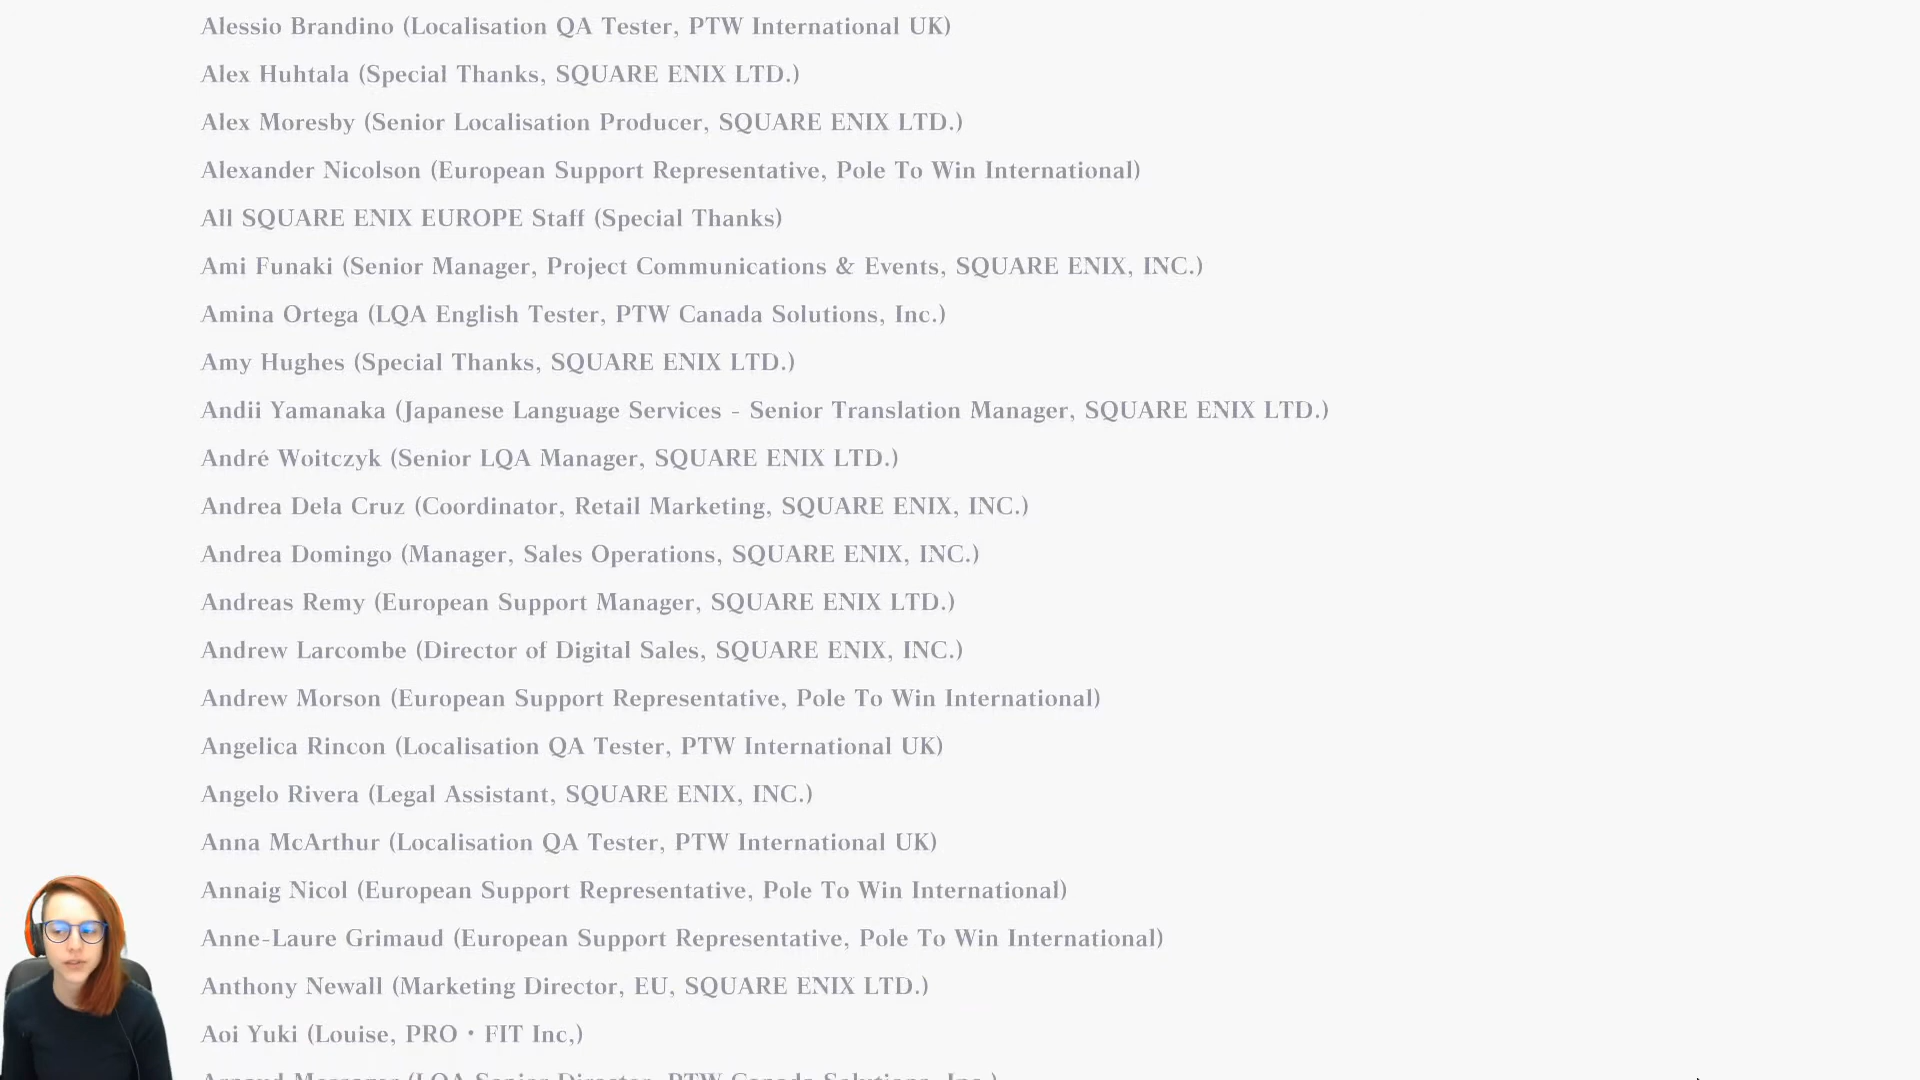 Alessio Brandino (Localisation QA Tester, PTW International UK)
Alex Huhtala (Special Thanks, SQUARE ENIX LTD.)
Alex Moresby (Senior Localisation Producer, SQUARE ENIX LTD.)
Alexander Nicolson (European Support Representative, Pole To Win International)
All SQUARE ENIX EUROPE Staff (Special Thanks)
Ami Funaki (Senior Manager, Project Communications & Events, SQUARE ENIX, INC.)
Amina Ortega (LQA English Tester, PTW Canada Solutions, Inc.)
Amy Hughes (Special Thanks, SQUARE ENIX LTD.)
Andii Yamanaka (Japanese Language Services - Senior Translation Manager, SQUARE ENIX LTD.)
André Woitczyk (Senior LQA Manager, SQUARE ENIX LTD.)
Andrea Dela Cruz (Coordinator, Retail Marketing, SQUARE ENIX, INC.)
Andrea Domingo (Manager, Sales Operations, SQUARE ENIX, INC.)
Andreas Remy (European Support Manager, SQUARE ENIX LTD.)
Andrew Larcombe (Director of Digital Sales, SQUARE ENIX, INC.)
Andrew Morson (European Support Representative, Pole To Win International)
Angelica Rincon (Localisation QA Tester, PTW International UK)
Angelo Rivera (Legal Assistant, SQUARE ENIX, INC.)
Anna McArthur (Localisation QA Tester, PTW International UK)
Annaig Nicol (European Support Representative, Pole To Win International)
Anne-Laure Grimaud (European Support Representative, Pole To Win International)
Anthony Newall (Marketing Director, EU, SQUARE ENIX LTD.)
Aoi Yuki (Louise, PRO・FIT Inc,)
(LQA Senior Director, PTW Canada Solutions, Inc.)